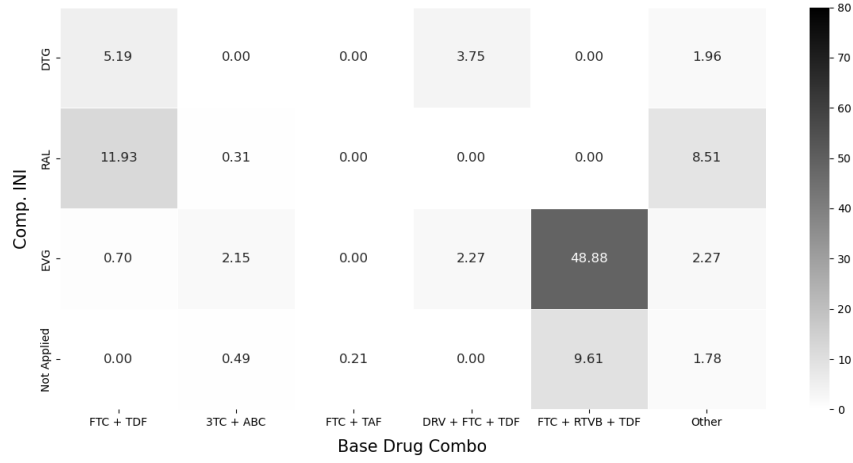 DTG 5.19 0.00 0.00 3.75 0.00 1.96
RAL 11.93 0.31 0.00 0.00 0.00 8.51
EVG 0.70 2.15 0.00 2.27 48.88 2.27
Not Applied 0.00 0.49 0.21 0.00 9.61 1.78
Comp. INI
FTC + TDF 3TC + ABC FTC + TAF DRV + FTC + TDF FTC + RTVB + TDF Other
Base Drug Combo
80
70
60
50
40
30
20
10
0